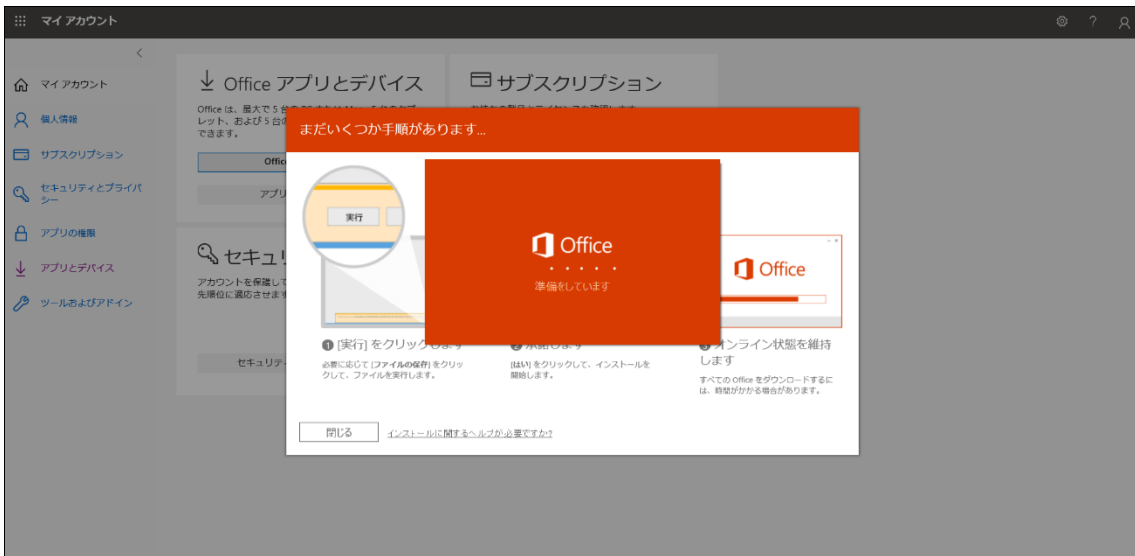 マイ アカウント
?
<
マイ アカウント
個人情報
サブスクリプション
セキュリティとプライバ
シー
アプリの権限
アプリとデバイス
ツールおよびアドイン
Office アプリとデバイス
Office は、最大で 5 台
レット、および 5 台の
できます。
Offic
アプリ
サブスクリプション
セキュリ
アカウントを保護して
先順位に適応させます
セキュリテ
まだいくつか手順があります...
実行
Office
準備をしています
Office
❶ [実行] をクリックします
必要に応じて [ファイルの保存] をクリッ
クして、ファイルを実行します。
❷ 承諾します
[はい] をクリックして、インストールを
開始します。
❸ オンライン状態を維持
します
すべての Office をダウンロードするに
は、時間がかかる場合があります。
閉じる
インストールに関するヘルプが必要ですか?